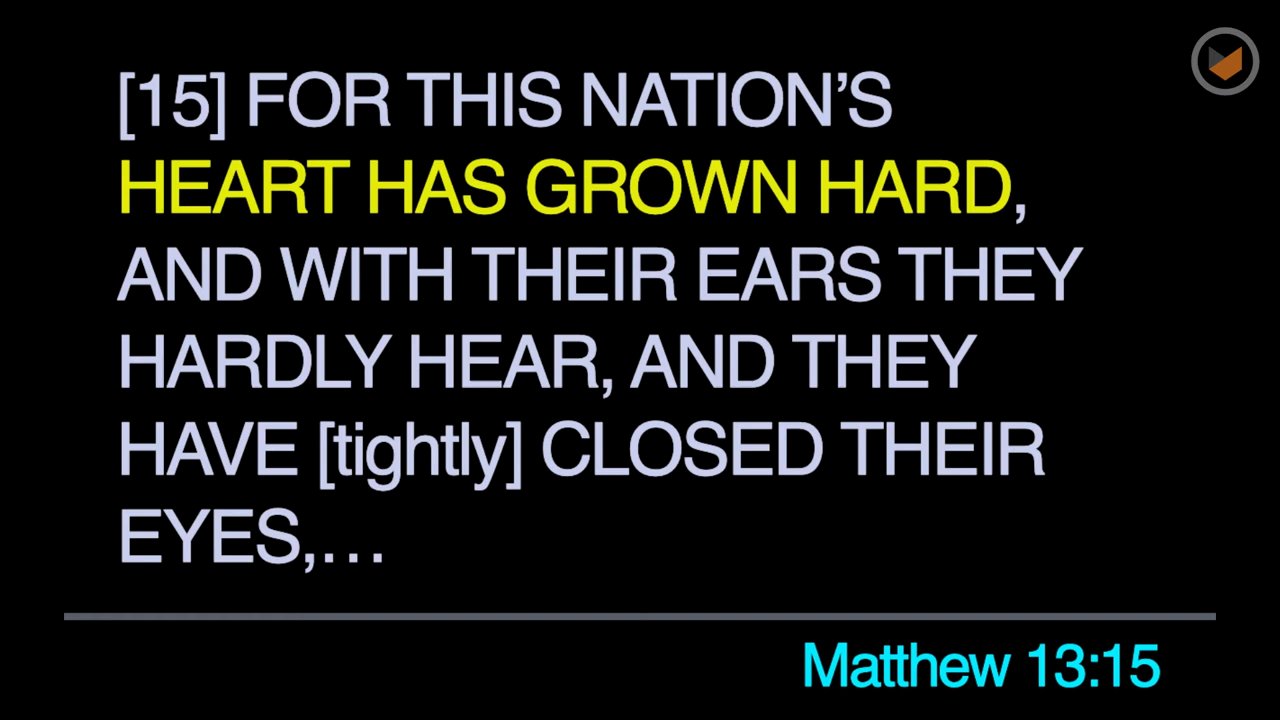 [15] FOR THIS NATION’S
HEART HAS GROWN HARD,
AND WITH THEIR EARS THEY
HARDLY HEAR, AND THEY
HAVE [tightly] CLOSED THEIR
EYES,…
Matthew 13:15